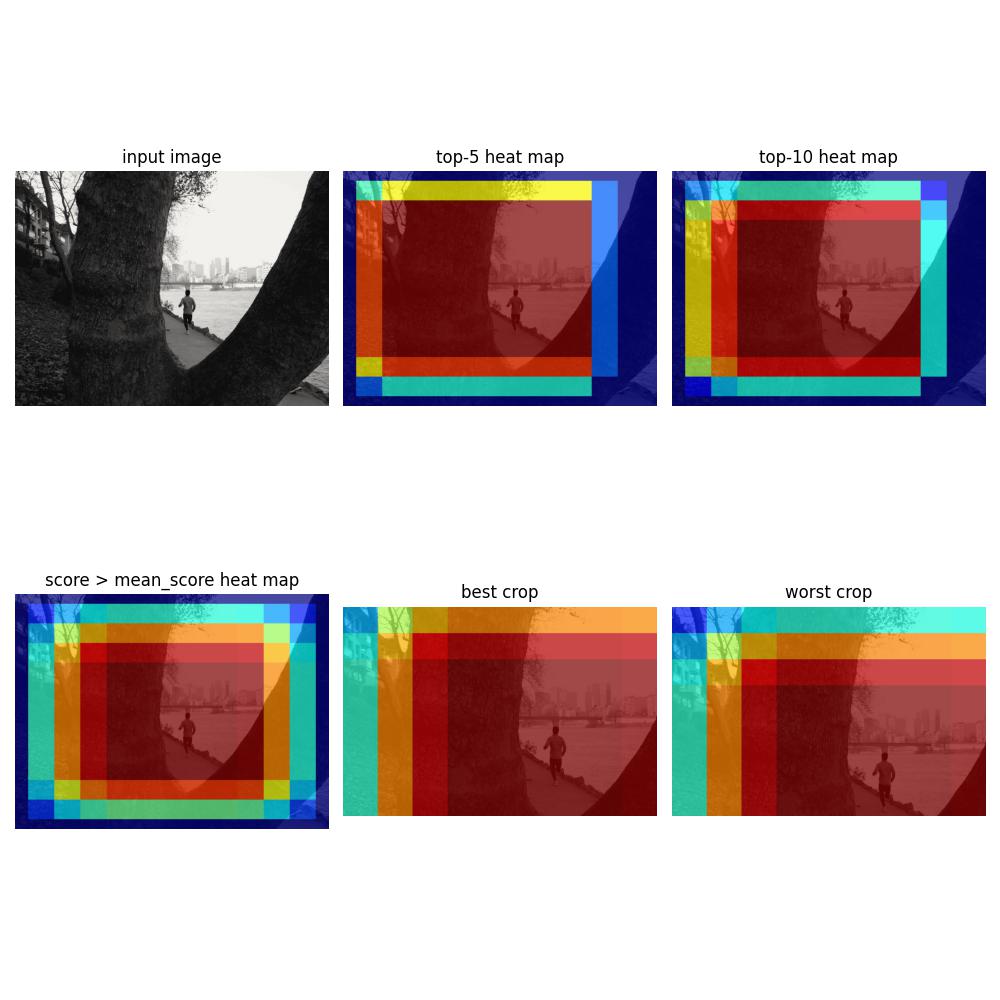 input image
top-5 heat map
top-10 heat map
score > mean_score heat map
best crop
worst crop